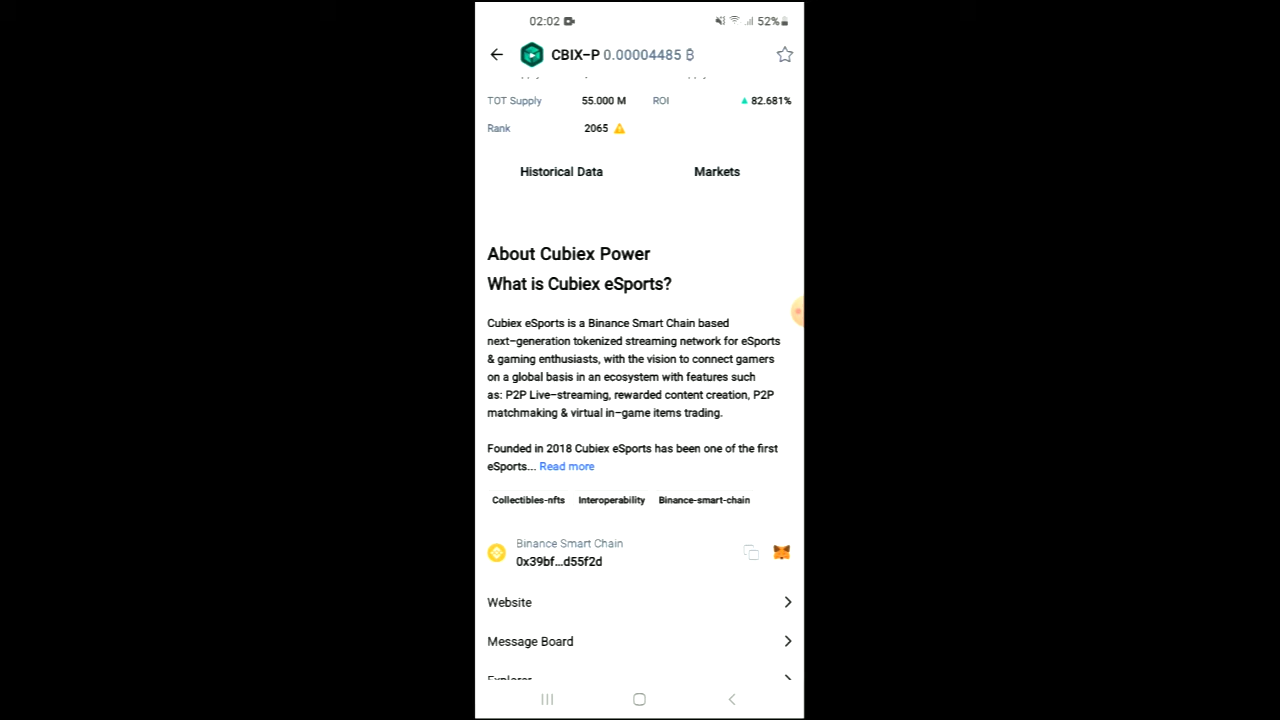 02:02 52%
CBIX-P 0.00004485 ₿
TOT Supply 55.000 M ROI ▲ 82.681%
Rank 2065
Historical Data Markets
About Cubiex Power
What is Cubiex eSports?
Cubiex eSports is a Binance Smart Chain based
next-generation tokenized streaming network for eSports
& gaming enthusiasts, with the vision to connect gamers
on a global basis in an ecosystem with features such
as: P2P Live-streaming, rewarded content creation, P2P
matchmaking & virtual in-game items trading.
Founded in 2018 Cubiex eSports has been one of the first
eSports... Read more
Collectibles-nfts Interoperability Binance-smart-chain
Binance Smart Chain
0x39bf...d55f2d
Website
Message Board
Explorer